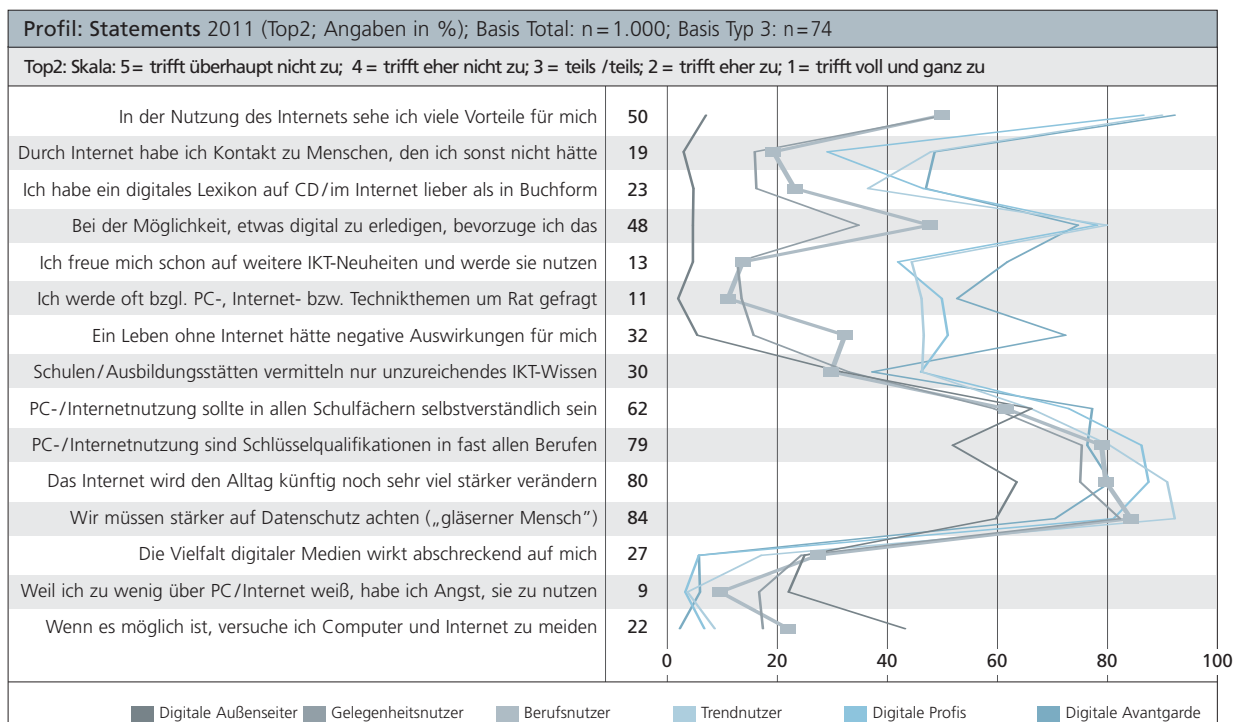 Profil: Statements 2011 (Top2; Angaben in %); Basis Total: n=1.000; Basis Typ 3: n=74
Top2: Skala: 5= trifft überhaupt nicht zu; 4= trifft eher nicht zu; 3= teils/teils; 2= trifft eher zu; 1= trifft voll und ganz zu
In der Nutzung des Internets sehe ich viele Vorteile für mich 50
Durch Internet habe ich Kontakt zu Menschen, den ich sonst nicht hätte 19
Ich habe ein digitales Lexikon auf CD/im Internet lieber als in Buchform 23
Bei der Möglichkeit, etwas digital zu erledigen, bevorzuge ich das 48
Ich freue mich schon auf weitere IKT-Neuheiten und werde sie nutzen 13
Ich werde oft bzgl. PC-, Internet- bzw. Technikthemen um Rat gefragt 11
Ein Leben ohne Internet hätte negative Auswirkungen für mich 32
Schulen/Ausbildungsstätten vermitteln nur unzureichendes IKT-Wissen 30
PC-/Internetnutzung sollte in allen Schulfächern selbstverständlich sein 62
PC-/Internetnutzung sind Schlüsselqualifikationen in fast allen Berufen 79
Das Internet wird den Alltag künftig noch sehr viel stärker verändern 80
Wir müssen stärker auf Datenschutz achten („gläserner Mensch") 84
Die Vielfalt digitaler Medien wirkt abschreckend auf mich 27
Weil ich zu wenig über PC/Internet weiß, habe ich Angst, sie zu nutzen 9
Wenn es möglich ist, versuche ich Computer und Internet zu meiden 22
0 20 40 60 80 100
Digitale Außenseiter Gelegenheitsnutzer Berufsnutzer Trendnutzer Digitale Profis Digitale Avantgarde